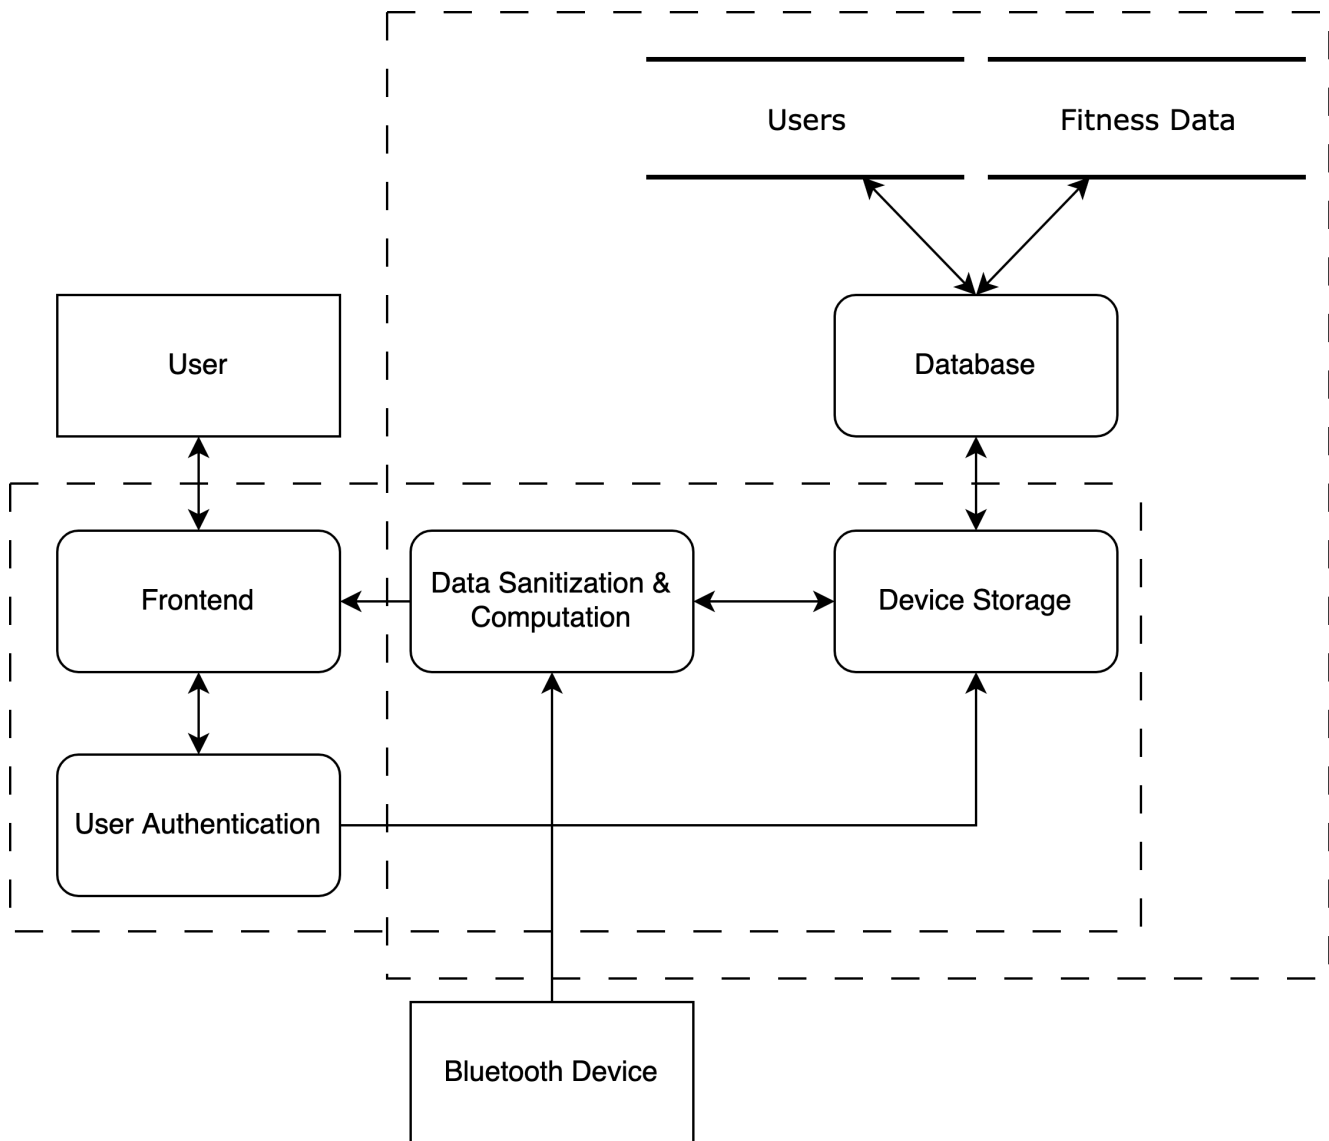 Users
Fitness Data
User
Database
Frontend
Data Sanitization &
Computation
Device Storage
User Authentication
Bluetooth Device